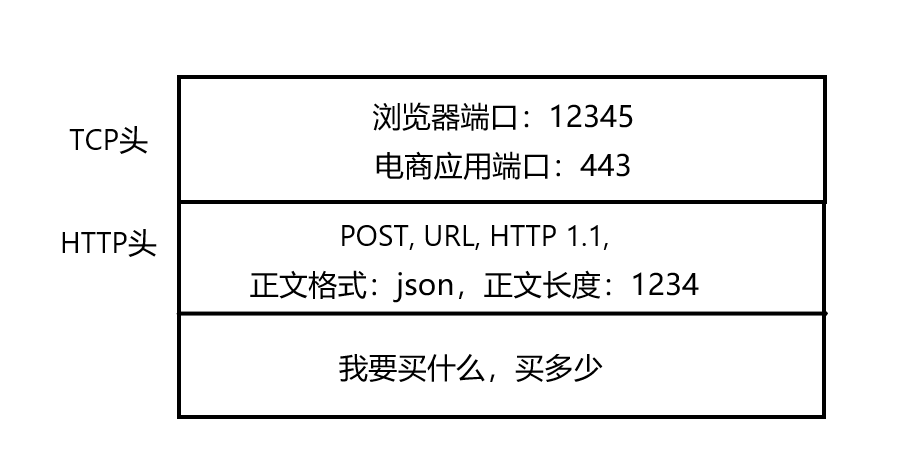 TCP头
浏览器端口：12345
电商应用端口：443
HTTP头
POST, URL, HTTP 1.1,
正文格式：json，正文长度：1234
我要买什么，买多少